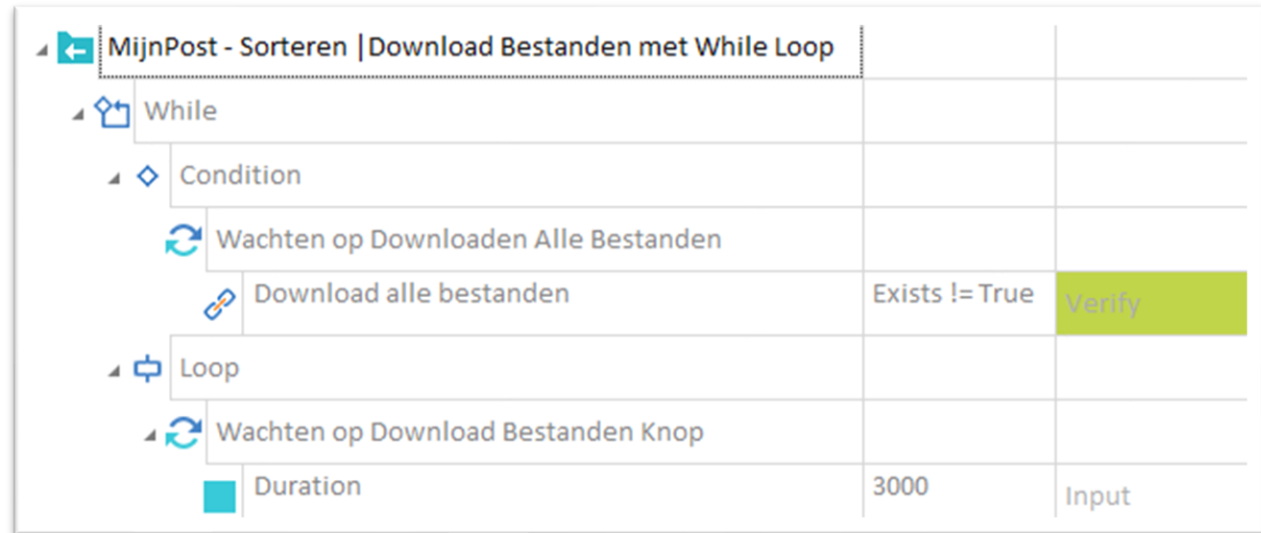 MijnPost - Sorteren |Download Bestanden met While Loop
While
Condition
Wachten op Downloaden Alle Bestanden
Download alle bestanden Exists != True Verify
Loop
Wachten op Download Bestanden Knop
Duration 3000 Input